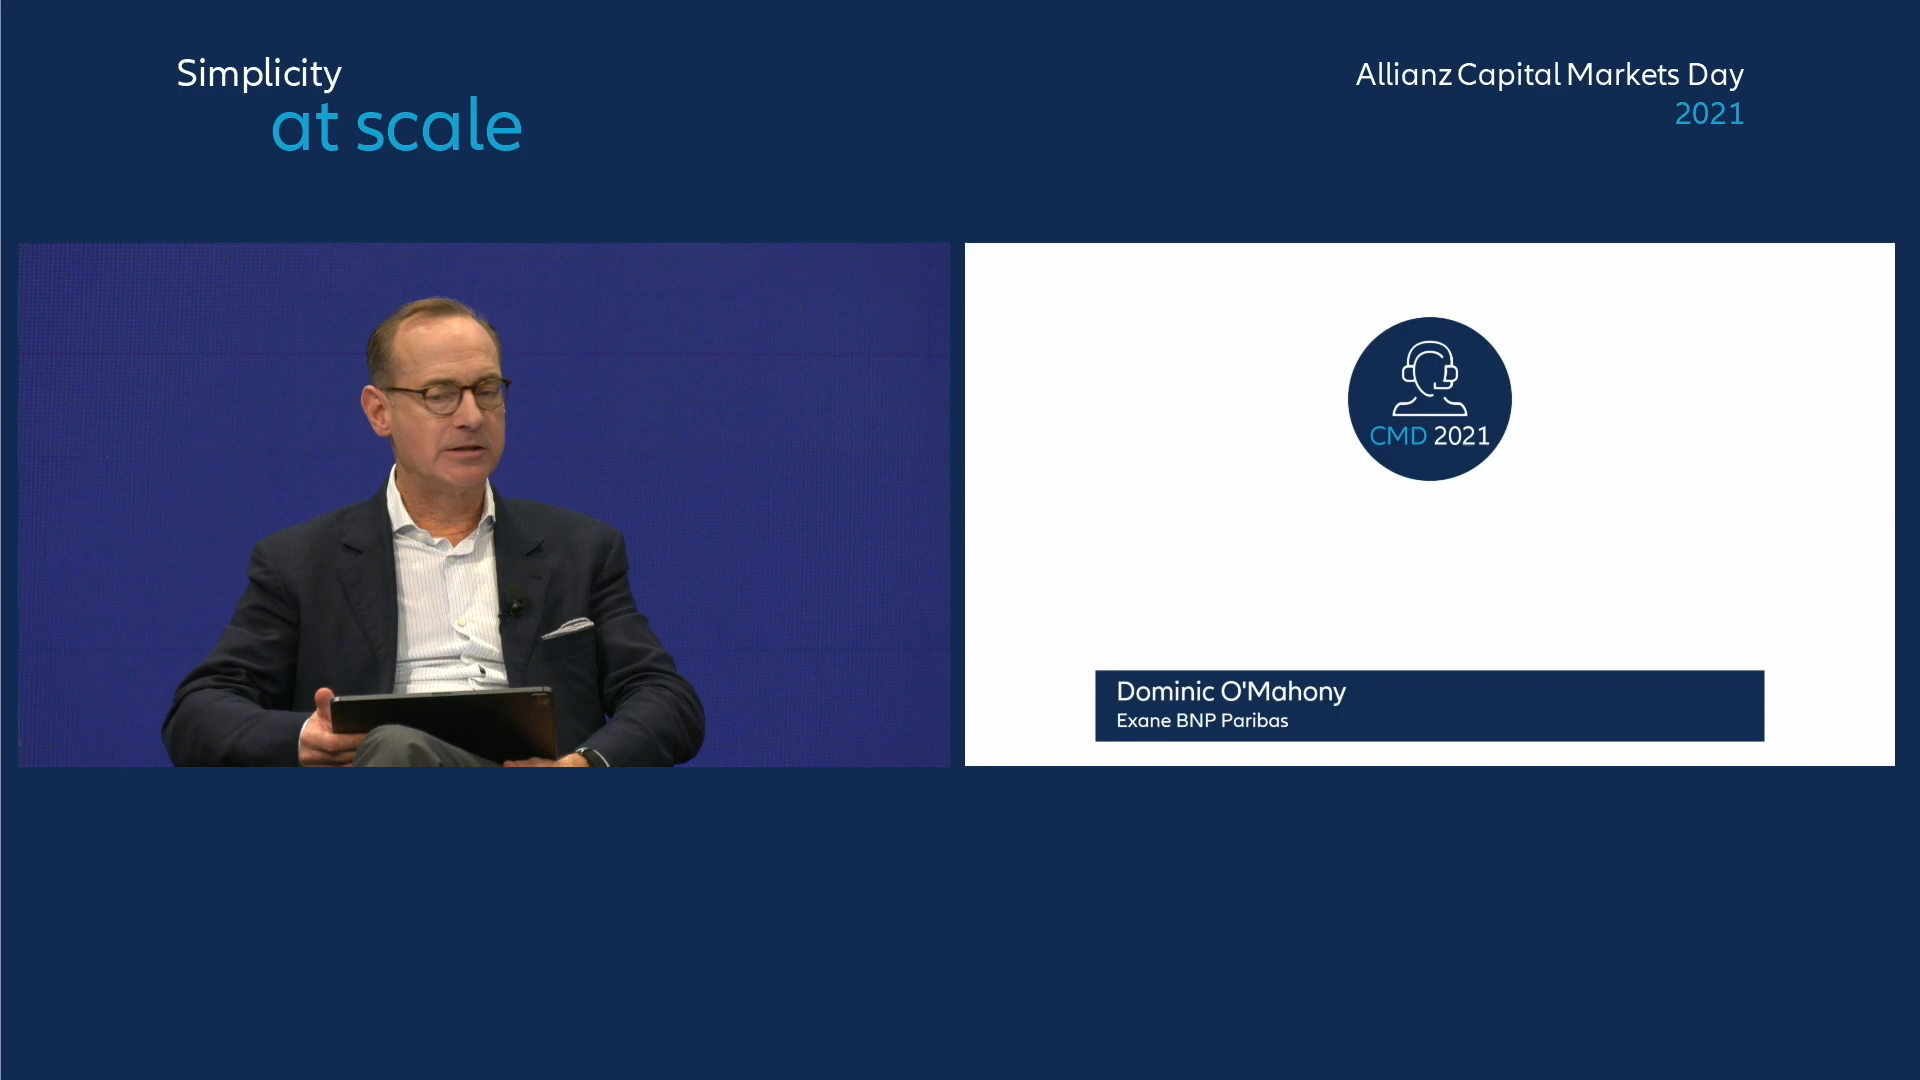 Simplicity
at scale
Allianz Capital Markets Day
2021
CMD 2021
Dominic O'Mahony
Exane BNP Paribas